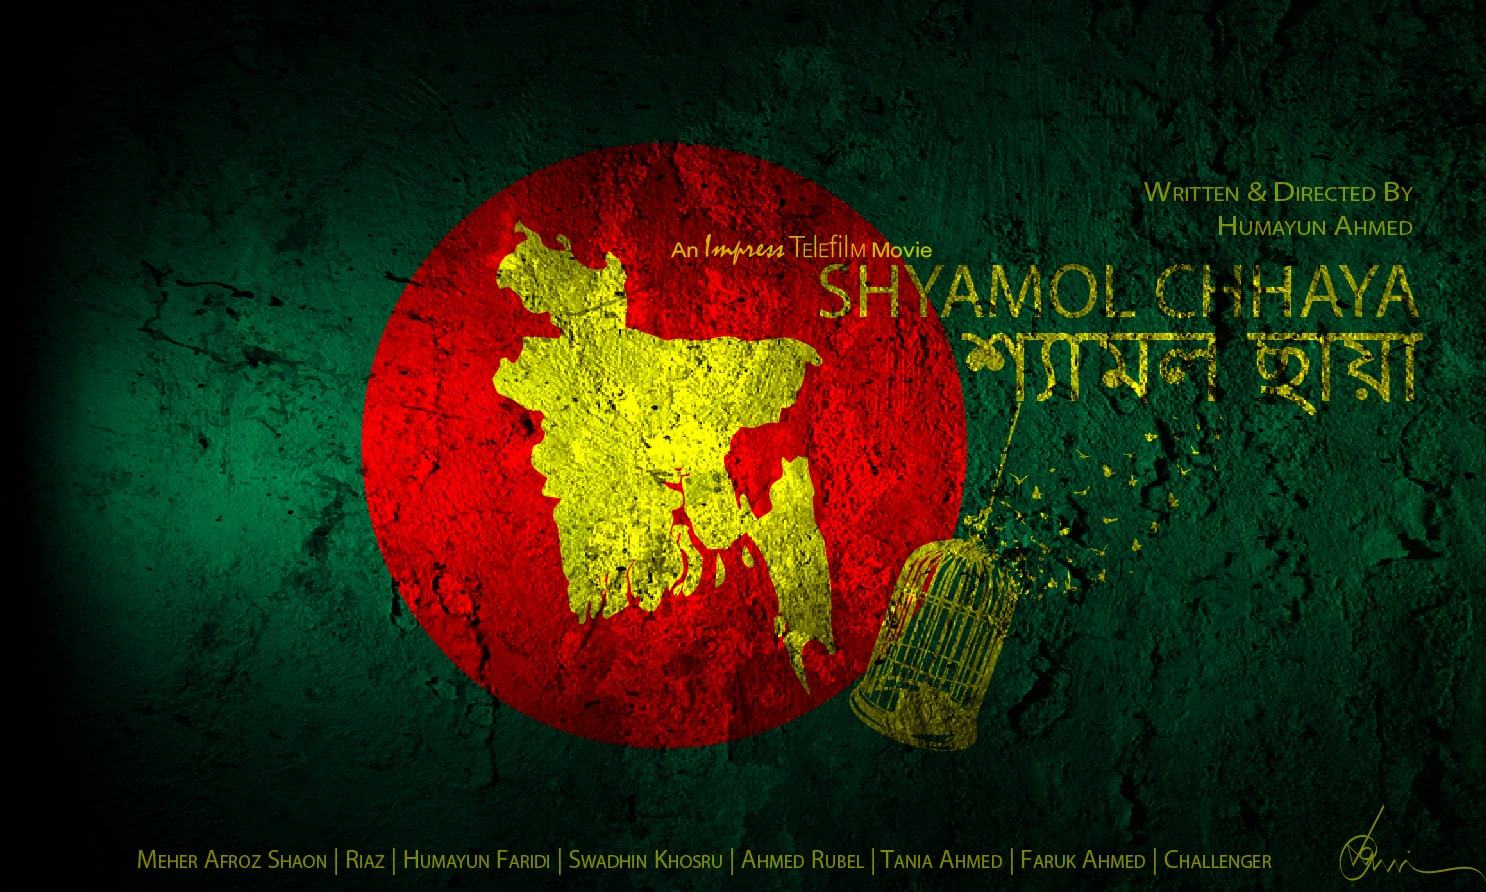 Written & Directed By
Humayun Ahmed
An Impress Telefilm Movie
SHYAMOL CHHAYA
শ্যামল ছায়া
Meher Afroz Shaon | Riaz | Humayun Faridi | Swadhin Khosru | Ahmed Rubel | Tania Ahmed | Faruk Ahmed | Challenger